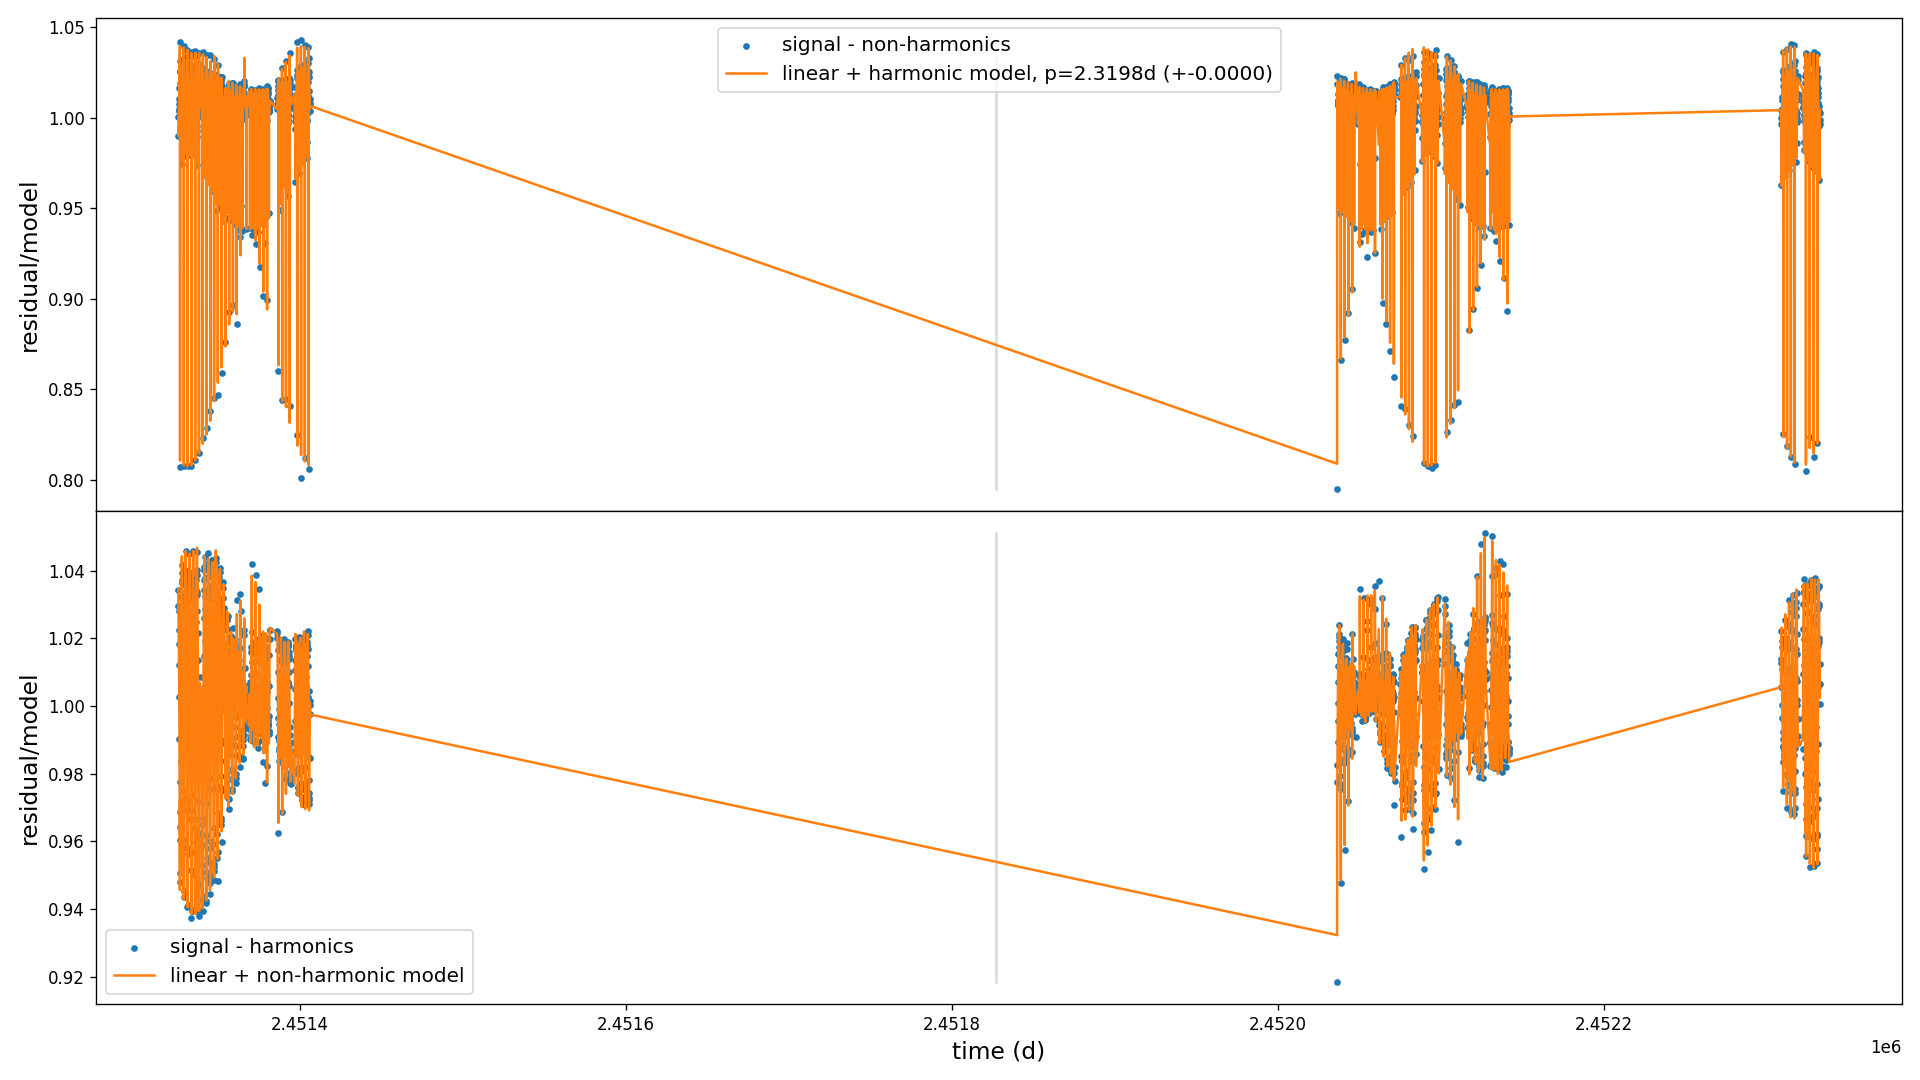 1.05
1.00
0.95
0.90
0.85
0.80
residual/model
signal - non-harmonics
linear + harmonic model, p=2.3198d (+-0.0000)
1.04
1.02
1.00
0.98
0.96
0.94
0.92
residual/model
signal - harmonics
linear + non-harmonic model
2.4514
2.4516
2.4518
2.4520
2.4522
1e6
time (d)